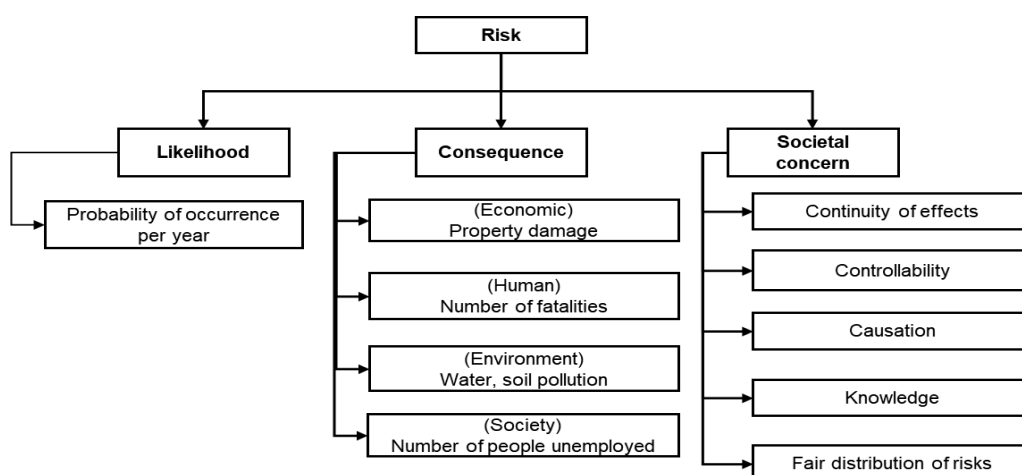 Risk
Likelihood
Probability of occurrence
per year
Consequence
(Economic)
Property damage
(Human)
Number of fatalities
(Environment)
Water, soil pollution
(Society)
Number of people unemployed
Societal
concern
Continuity of effects
Controllability
Causation
Knowledge
Fair distribution of risks